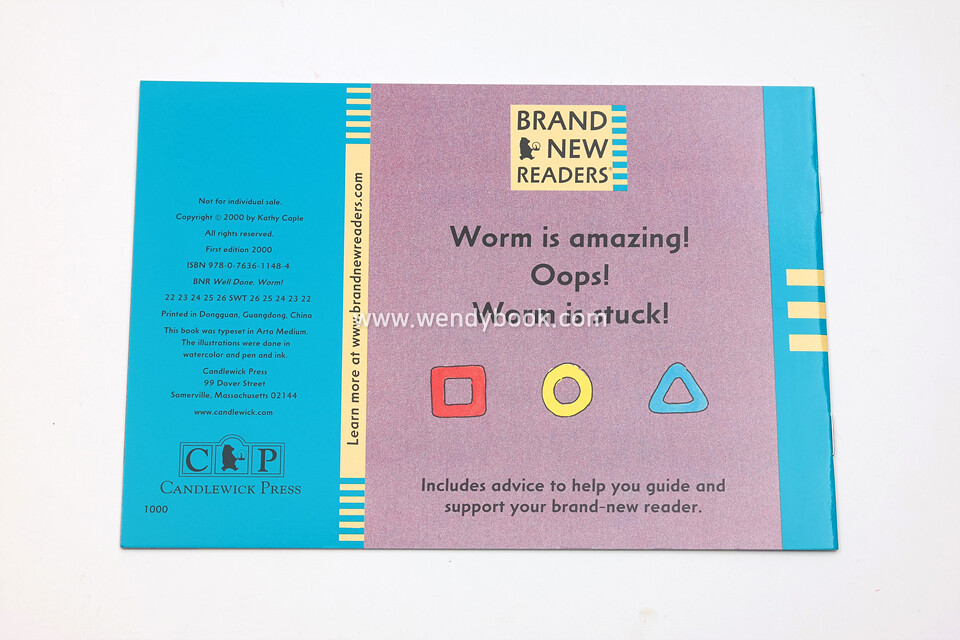 Not for individual sale.
Copyright © 2000 by Kathy Caple
All rights reserved.
First edition 2000
ISBN 978-0-7636-1148-4
BNR Well Done, Worm!
22 23 24 25 26 SWT 26 25 24 23 22
Printed in Dongguan, Guangdong, China
This book was typeset in Arta Medium.
The illustrations were done in
watercolor and pen and ink.
Candlewick Press
99 Dover Street
Somerville, Massachusetts 02144
www.candlewick.com
C P
CANDLEWICK PRESS
1000
Learn more at www.brandnewreaders.com
BRAND
NEW
READERS®
Worm is amazing!
Oops!
Worm is stuck!
www.wendybook.com
Includes advice to help you guide and
support your brand-new reader.